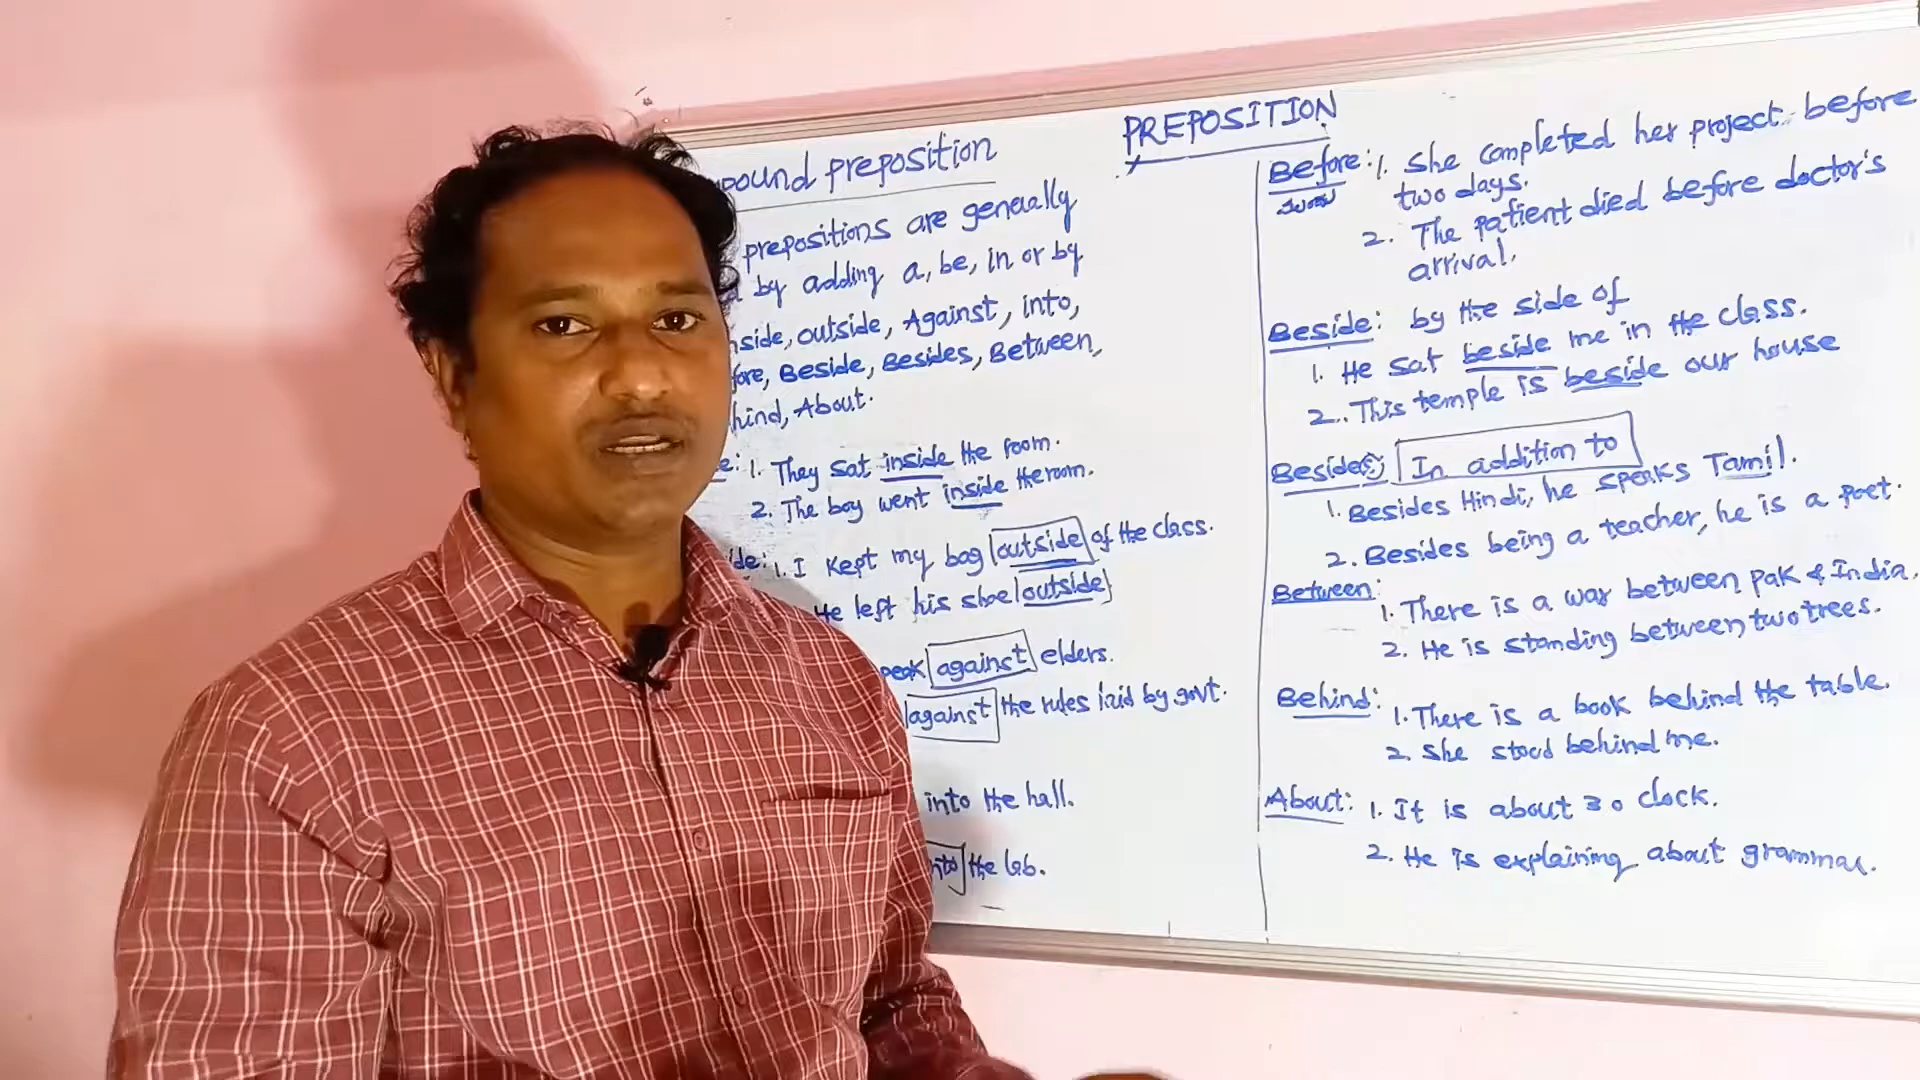 PREPOSITION
pound preposition
prepositions are geneually
d by adding a, be, in or by
nside, outside, Against, into,
fore, Beside, Besides, Between,
hind, About.
e: 1. They sat inside the room.
2. The boy went inside the room.
de: 1. I kept my bag outside of the class.
He left his shoe outside
peak against elders.
against the rules laid by govt.
into the hall.
into the lab.
Before: 1. She completed her project before
two days.
2. The patient died before doctor's
arrival.
Beside: by the side of
1. He sat beside me in the class.
2. This temple is beside our house
Besides: In addition to
1. Besides Hindi, he speaks Tamil.
2. Besides being a teacher, he is a poet.
Between:
1. There is a war between pak & India.
2. He is standing between two trees.
Behind:
1. There is a book behind the table.
2. She stood behind me.
About: 1. It is about 3 o clock.
2. He is explaining about grammar.